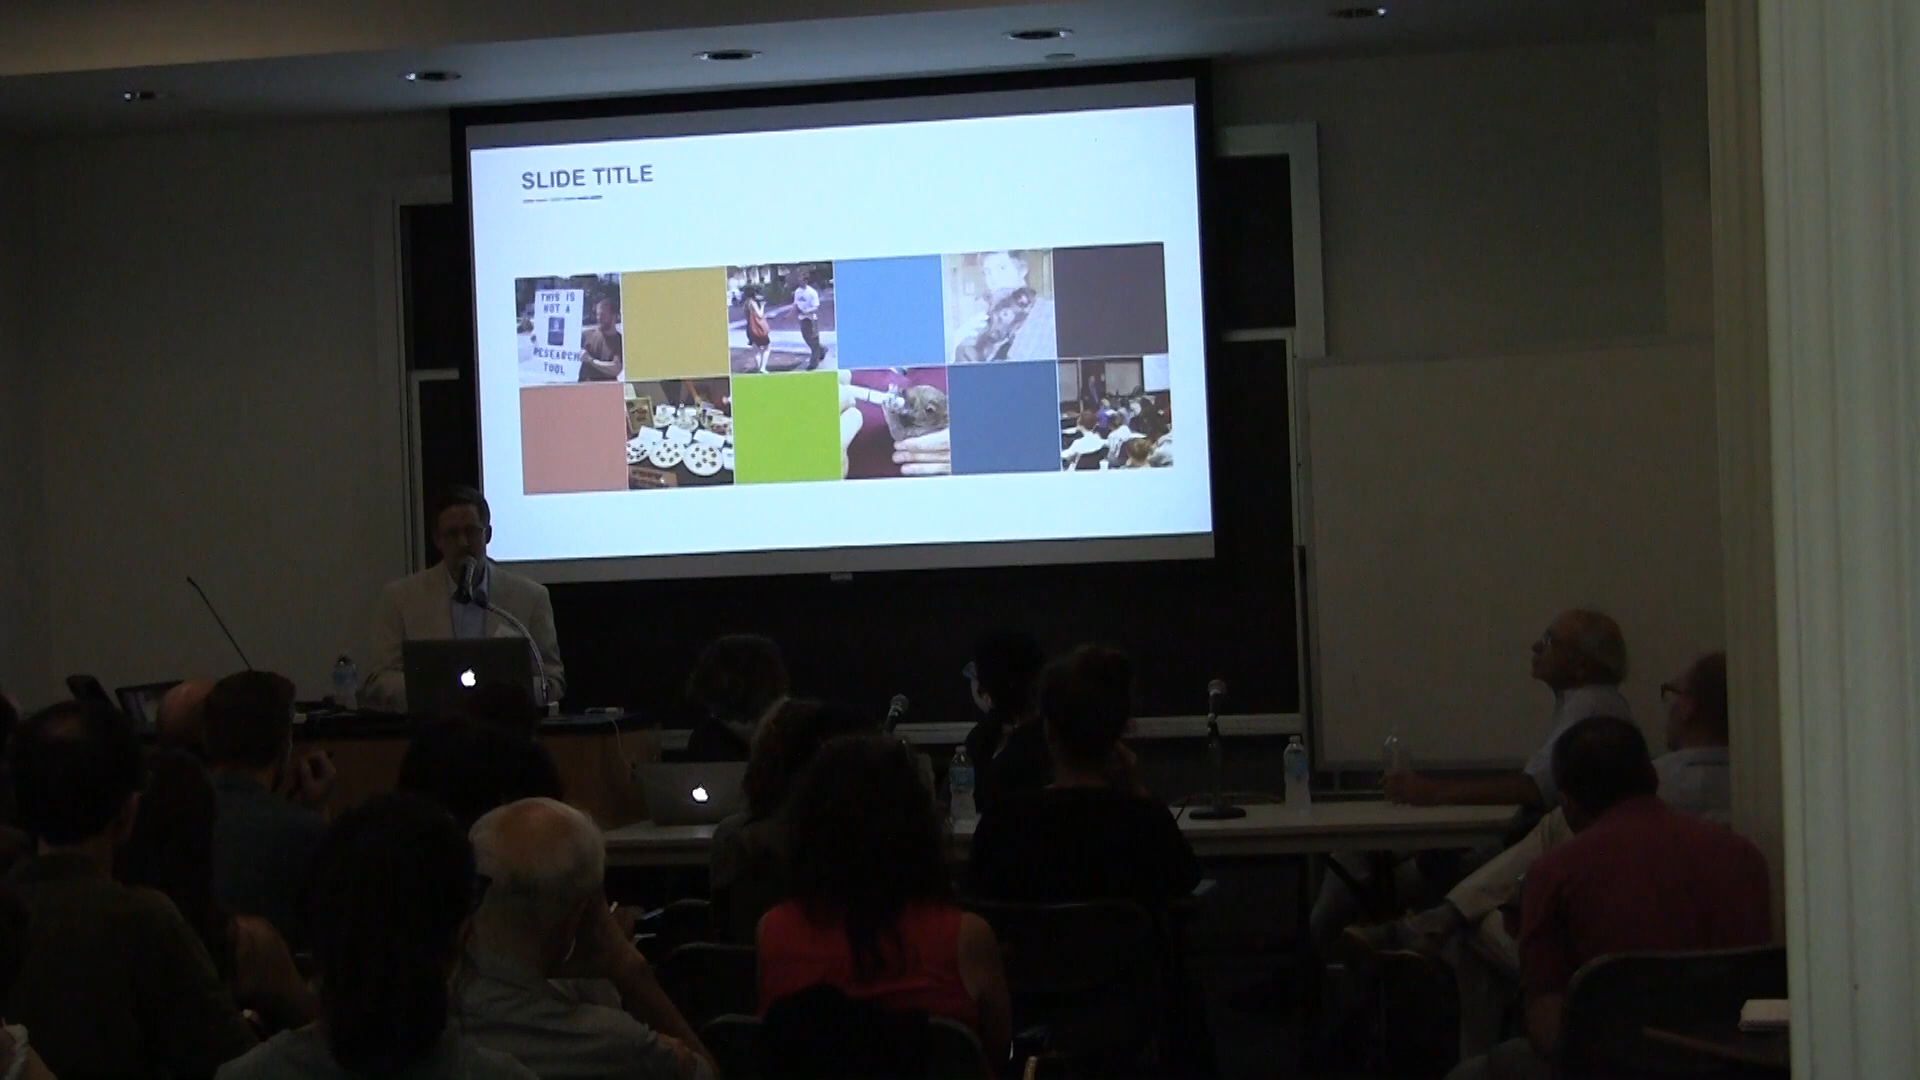 SLIDE TITLE
THIS IS
NOT A
RESEARCH
TOOL